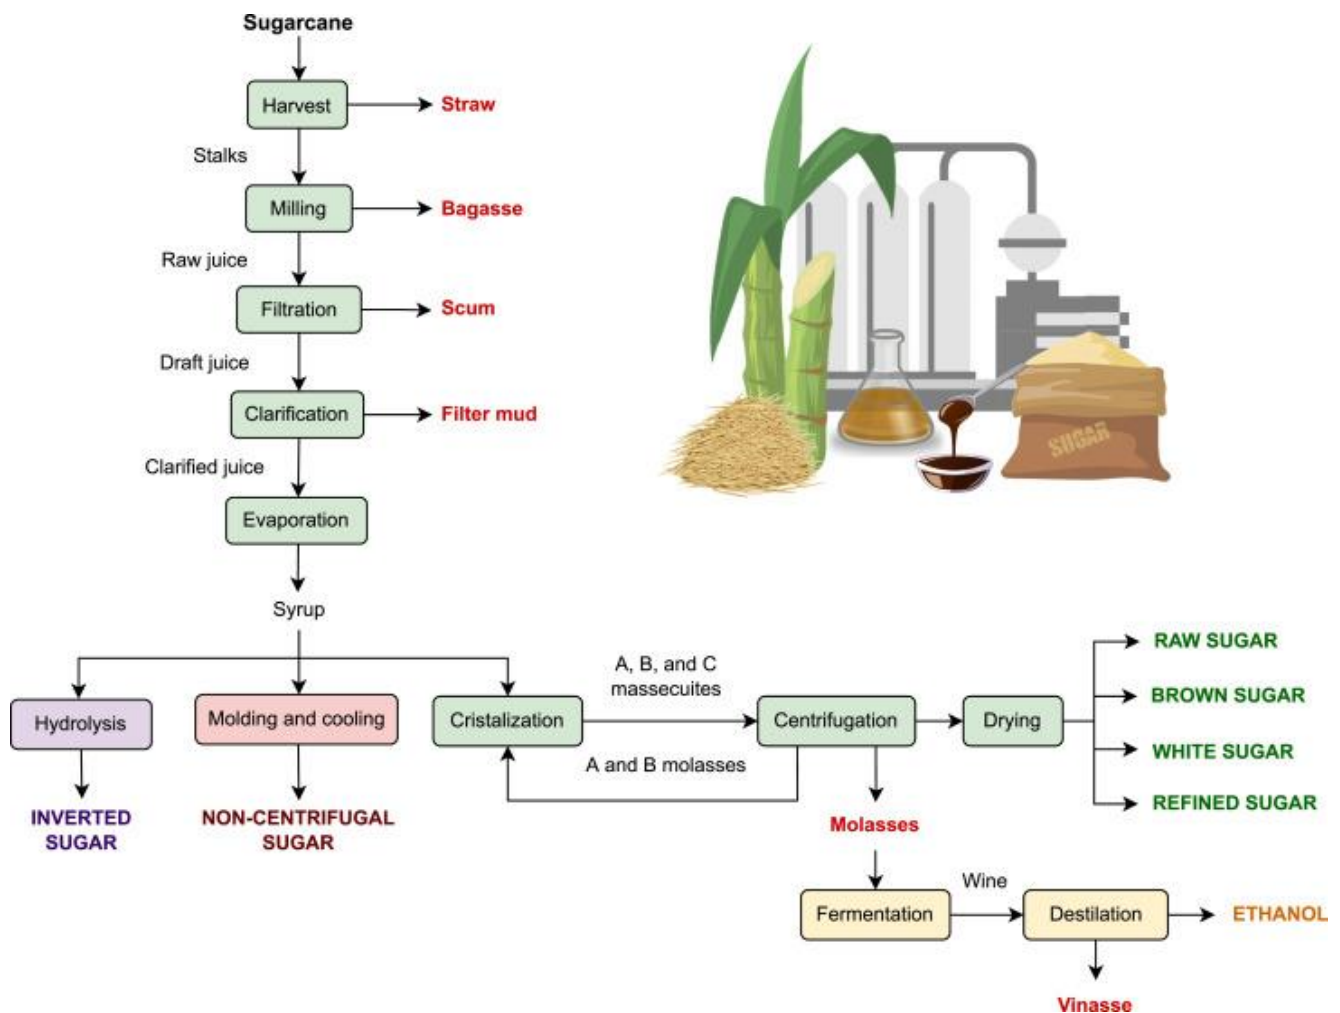 Sugarcane
Harvest
Straw
Stalks
Milling
Bagasse
Raw juice
Filtration
Scum
Draft juice
Clarification
Filter mud
Clarified juice
Evaporation
Syrup
Hydrolysis
INVERTED
SUGAR
Molding and cooling
NON-CENTRIFUGAL
SUGAR
Cristalization
A, B, and C
massecuites
A and B molasses
Centrifugation
Drying
RAW SUGAR
BROWN SUGAR
WHITE SUGAR
REFINED SUGAR
Molasses
Fermentation
Wine
Destilation
ETHANOL
Vinasse
SUGAR